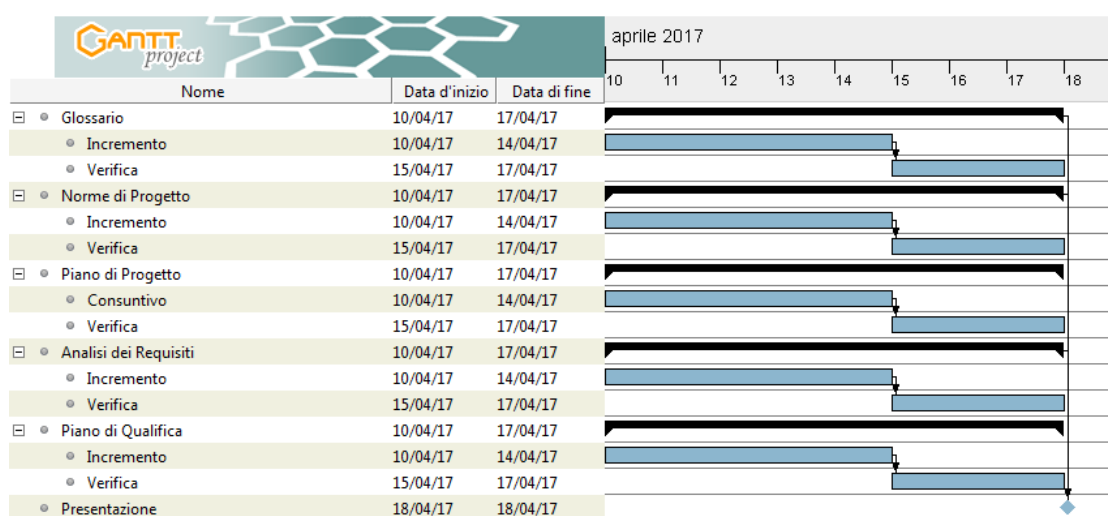 GANTT
project
aprile 2017
Nome Data d'inizio Data di fine 10 11 12 13 14 15 16 17 18
Glossario 10/04/17 17/04/17
Incremento 10/04/17 14/04/17
Verifica 15/04/17 17/04/17
Norme di Progetto 10/04/17 17/04/17
Incremento 10/04/17 14/04/17
Verifica 15/04/17 17/04/17
Piano di Progetto 10/04/17 17/04/17
Consuntivo 10/04/17 14/04/17
Verifica 15/04/17 17/04/17
Analisi dei Requisiti 10/04/17 17/04/17
Incremento 10/04/17 14/04/17
Verifica 15/04/17 17/04/17
Piano di Qualifica 10/04/17 17/04/17
Incremento 10/04/17 14/04/17
Verifica 15/04/17 17/04/17
Presentazione 18/04/17 18/04/17